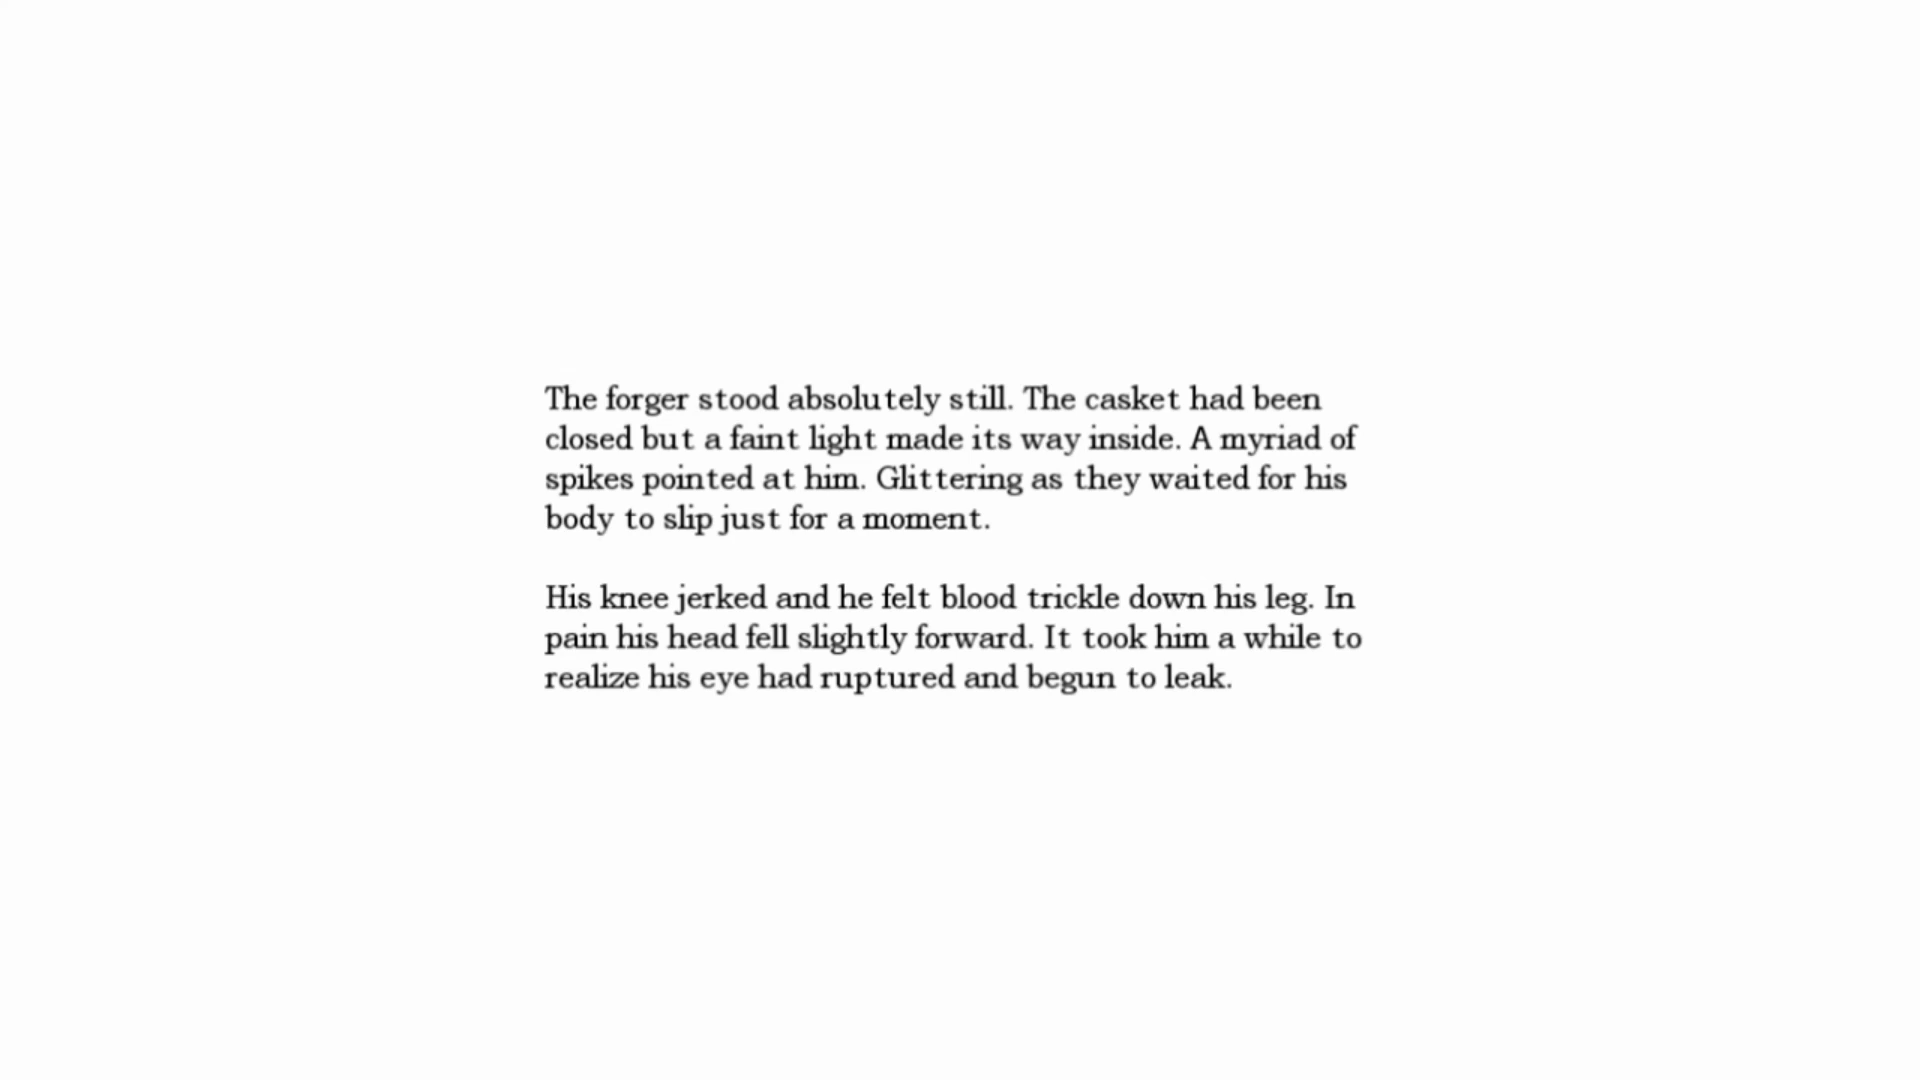 The forger stood absolutely still. The casket had been
closed but a faint light made its way inside. A myriad of
spikes pointed at him. Glittering as they waited for his
body to slip just for a moment.
His knee jerked and he felt blood trickle down his leg. In
pain his head fell slightly forward. It took him a while to
realize his eye had ruptured and begun to leak.